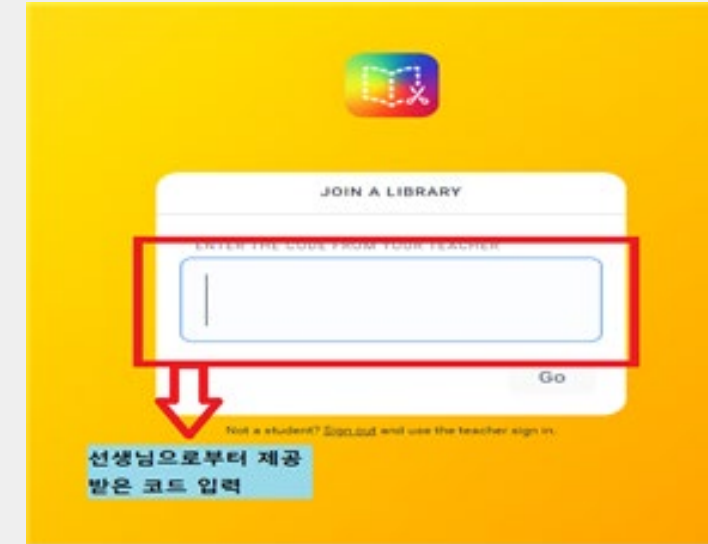 JOIN A LIBRARY
ENTER THE CODE FROM YOUR TEACHER
Go
Not a student? Sign out and use the teacher sign in.
선생님으로부터 제공
받은 코드 입력